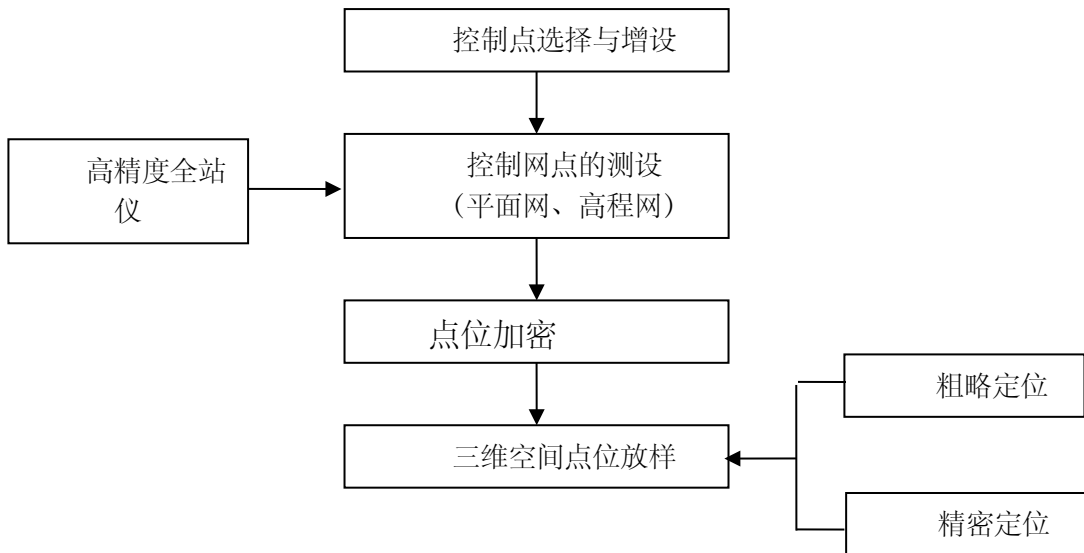 控制点选择与增设
高精度全站
仪
控制网点的测设
（平面网、高程网）
点位加密
粗略定位
三维空间点位放样
精密定位